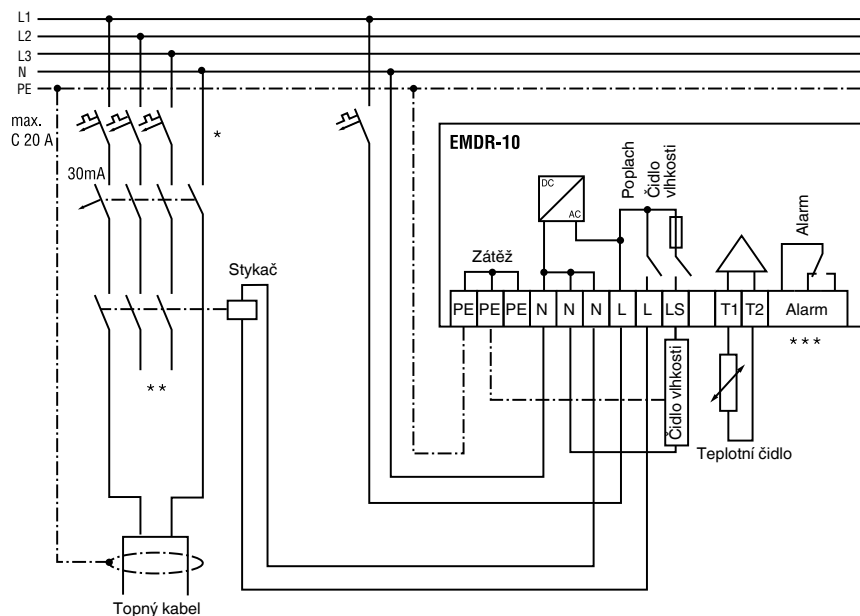 L1
L2
L3
N
PE
max.
C 20 A
*
30mA
Stykač
**
Topný kabel
EMDR-10
DC
AC
Poplach
Čidlo
vlhkosti
Alarm
Zátěž
PE PE PE N N N L L LS T1 T2 Alarm
***
Čidlo vlhkosti
Teplotní čidlo